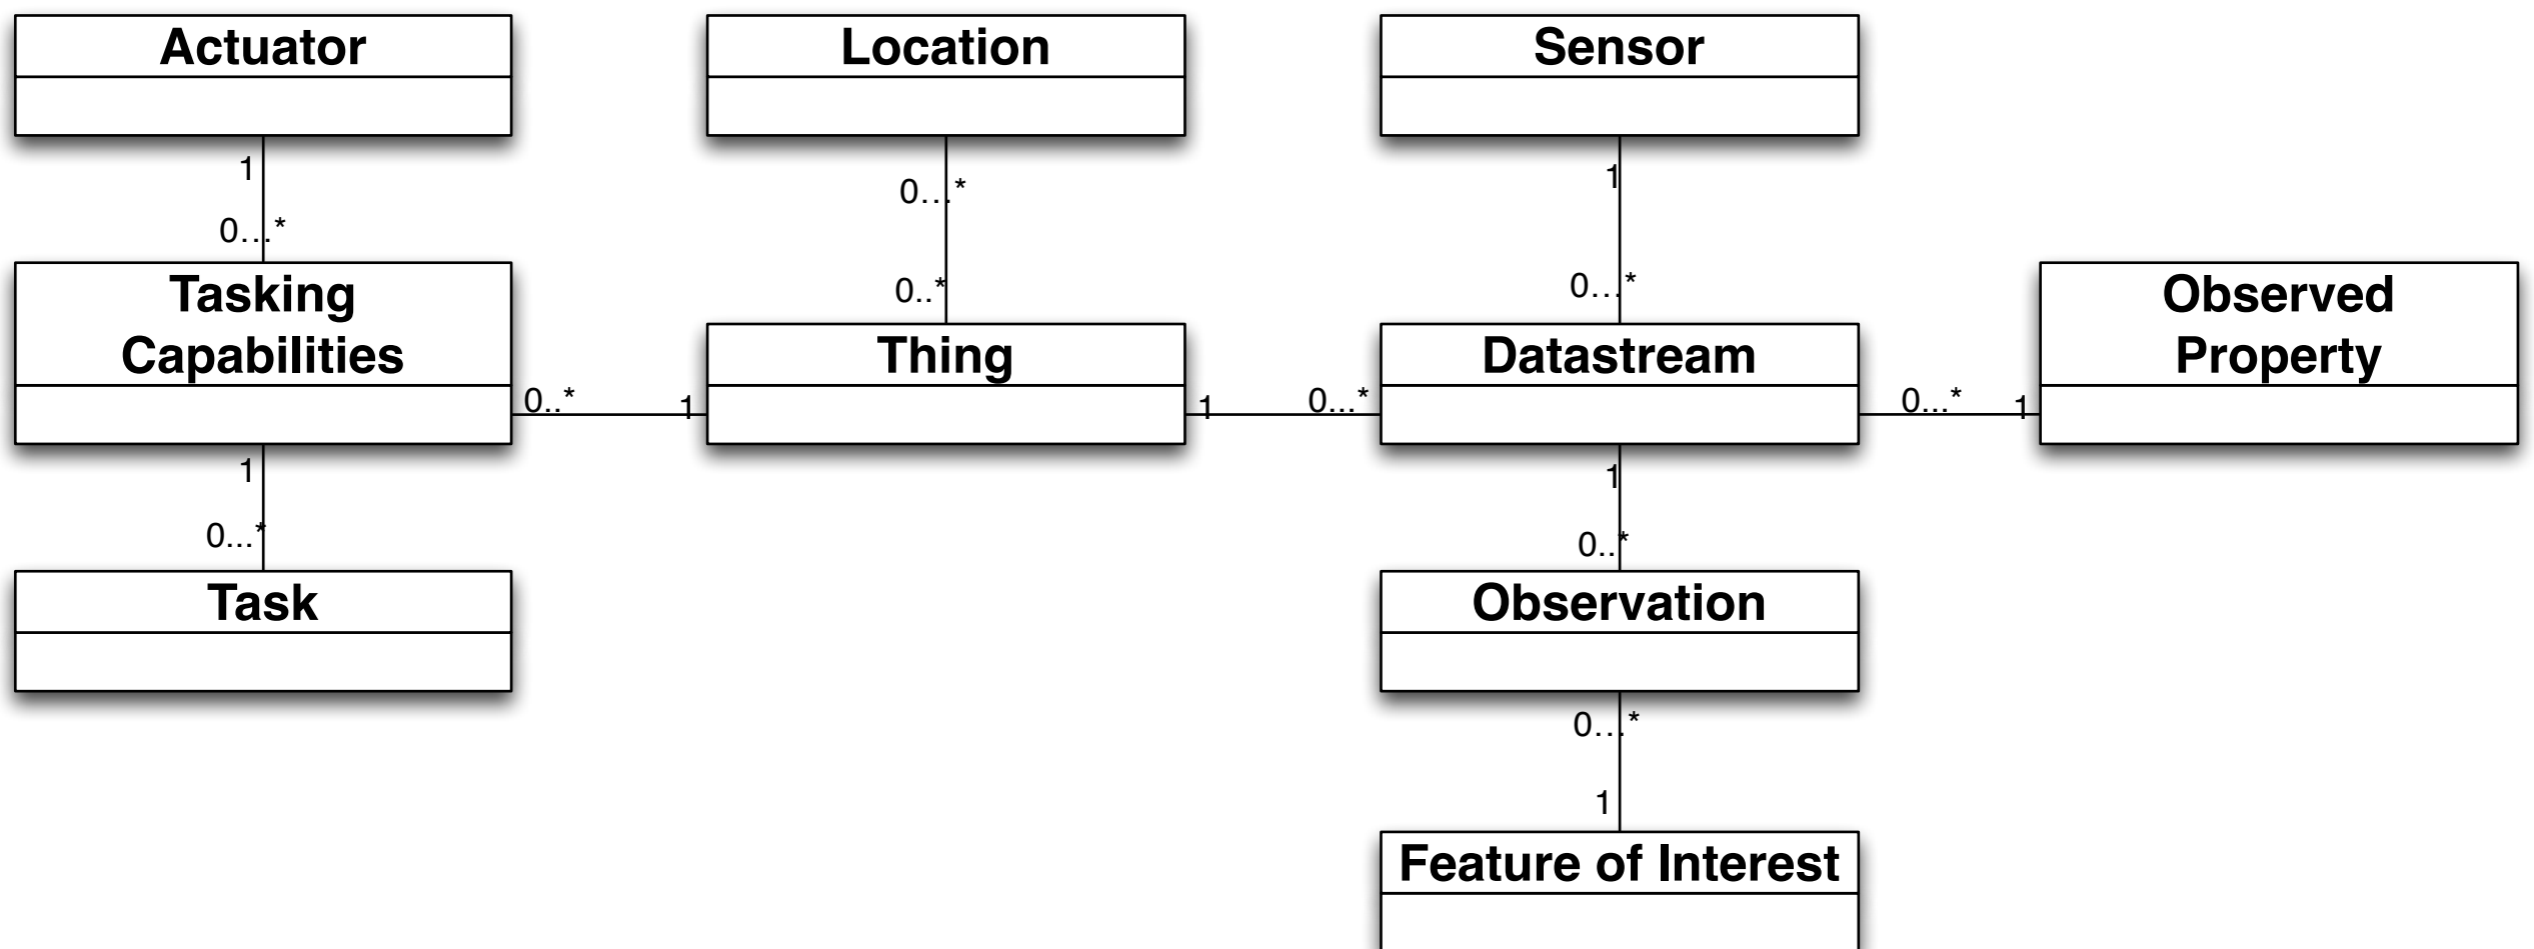 Actuator
Location
Sensor
1
0...*
1
0...*
0..*
0...*
Tasking
Capabilities
Thing
Datastream
Observed
Property
0..*
1
1
0...*
0...*
1
1
0...*
1
0..*
Task
Observation
0...*
1
Feature of Interest